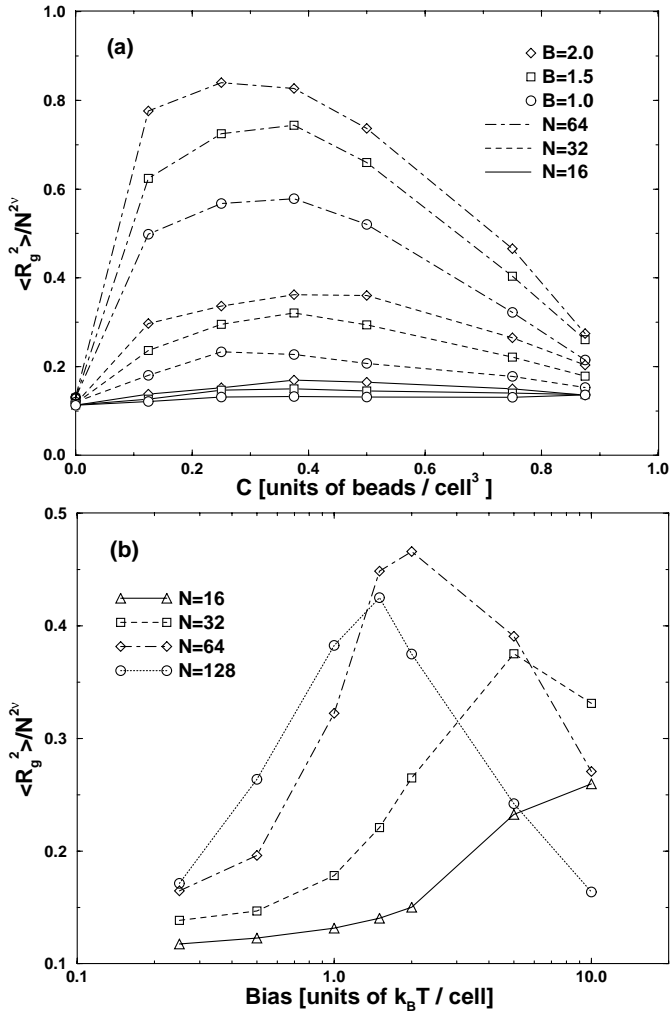 (a)
B=2.0
B=1.5
B=1.0
N=64
N=32
N=16
1.0
0.8
0.6
0.4
0.2
0.0
<R_g^2>/N^{2ν}
0.0 0.2 0.4 0.6 0.8 1.0
C [units of beads / cell^3 ]
(b)
N=16
N=32
N=64
N=128
0.5
0.4
0.3
0.2
0.1
<R_g^2>/N^{2ν}
0.1 1.0 10.0
Bias [units of k_BT / cell]